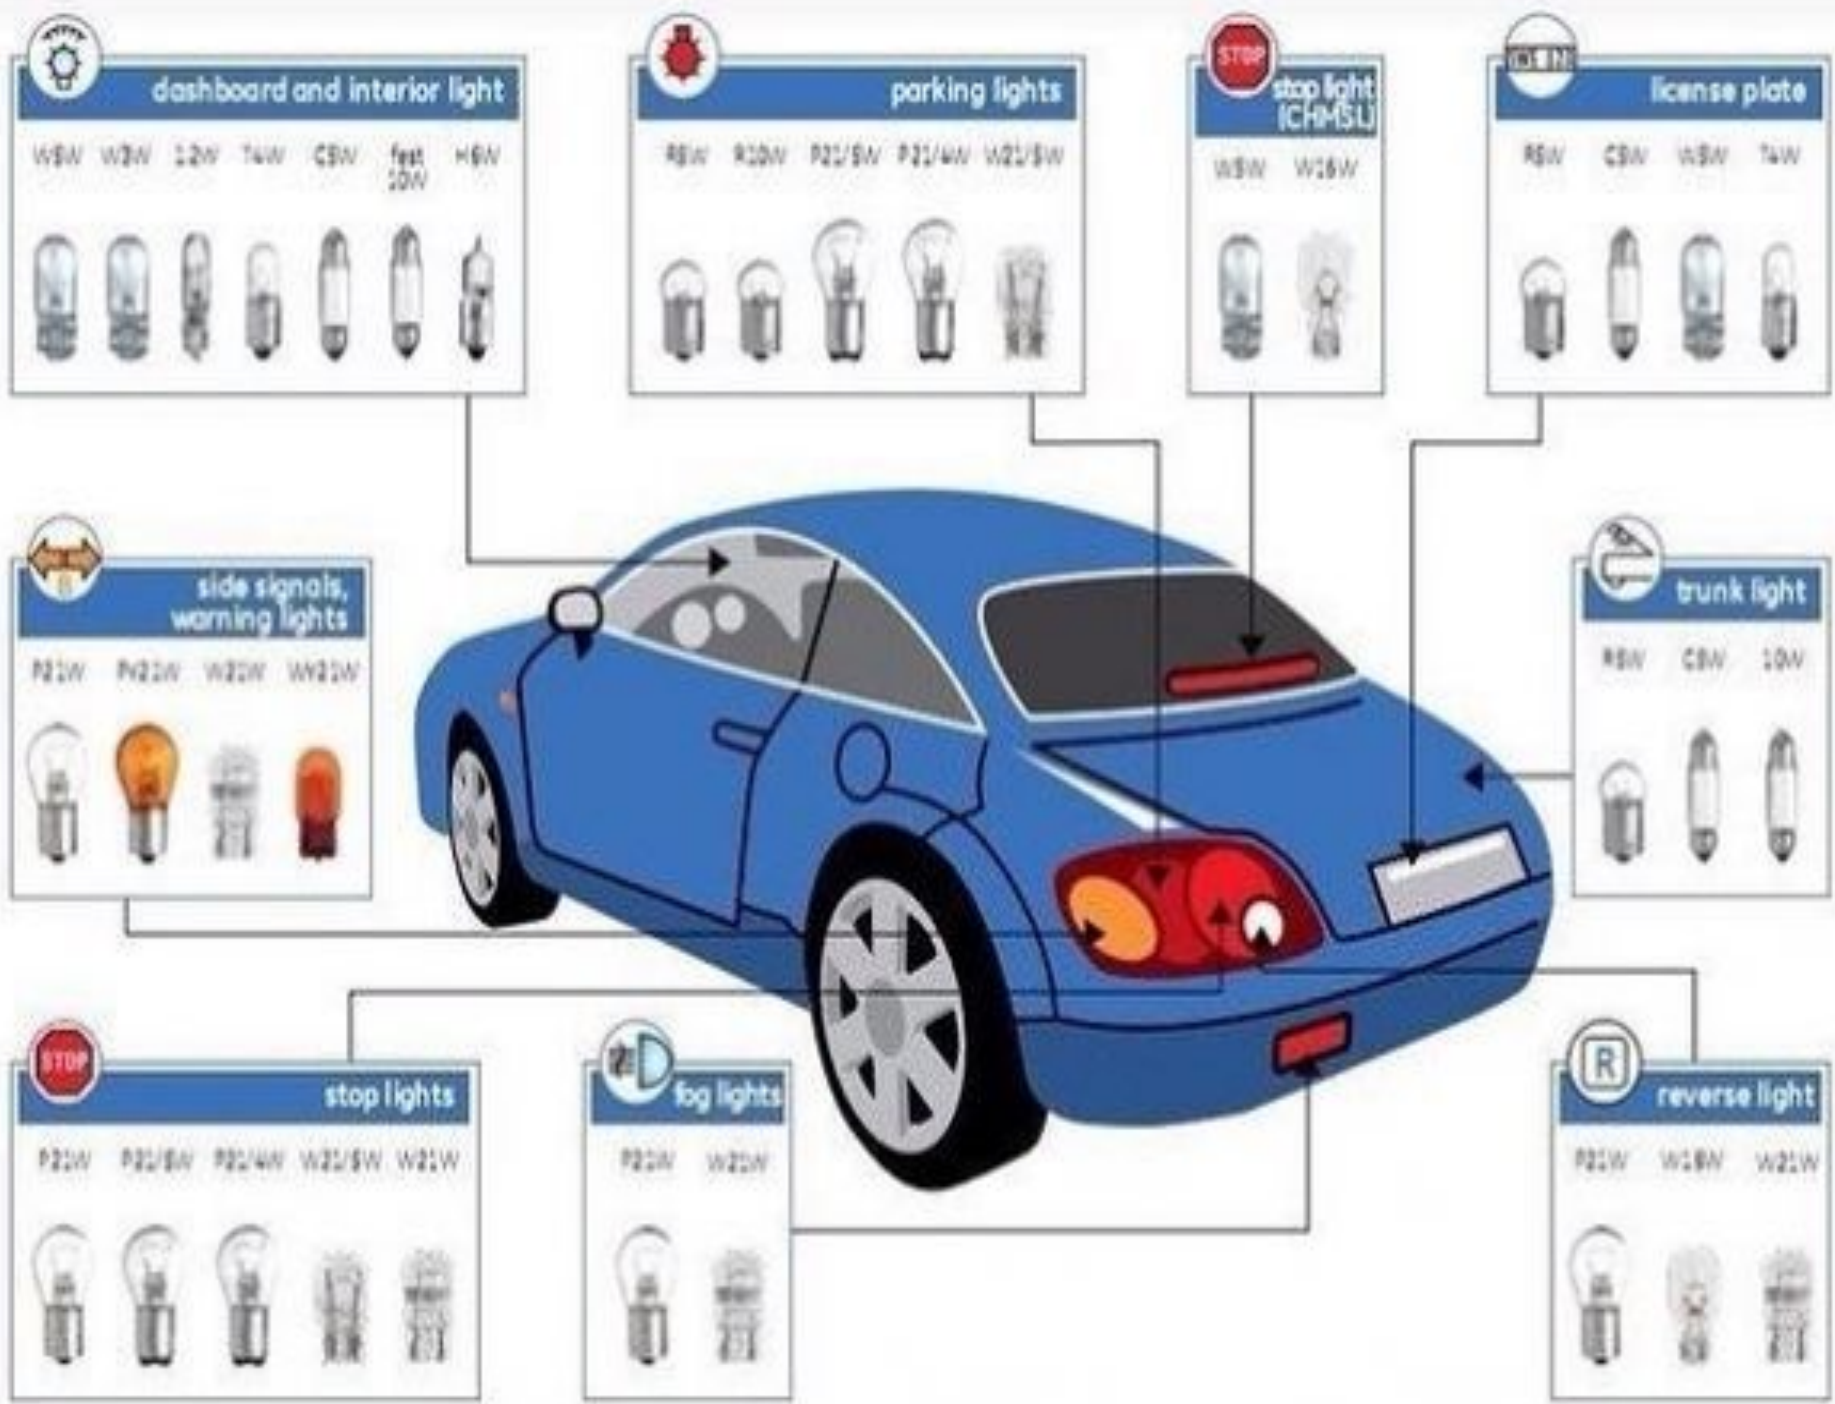 dashboard and interior light
W5W W3W 1.2W T4W C5W fest 10W H6W
parking lights
R5W R10W P21/5W P21/4W W21/5W
STOP
stop light
(CHMSL)
W5W W16W
license plate
R5W C5W W5W T4W
side signals,
warning lights
P21W PY21W W21W WY21W
trunk light
R5W C5W 10W
STOP
stop lights
P21W P21/5W P21/4W W21/5W W21W
fog lights
P21W W21W
R
reverse light
P21W W16W W21W